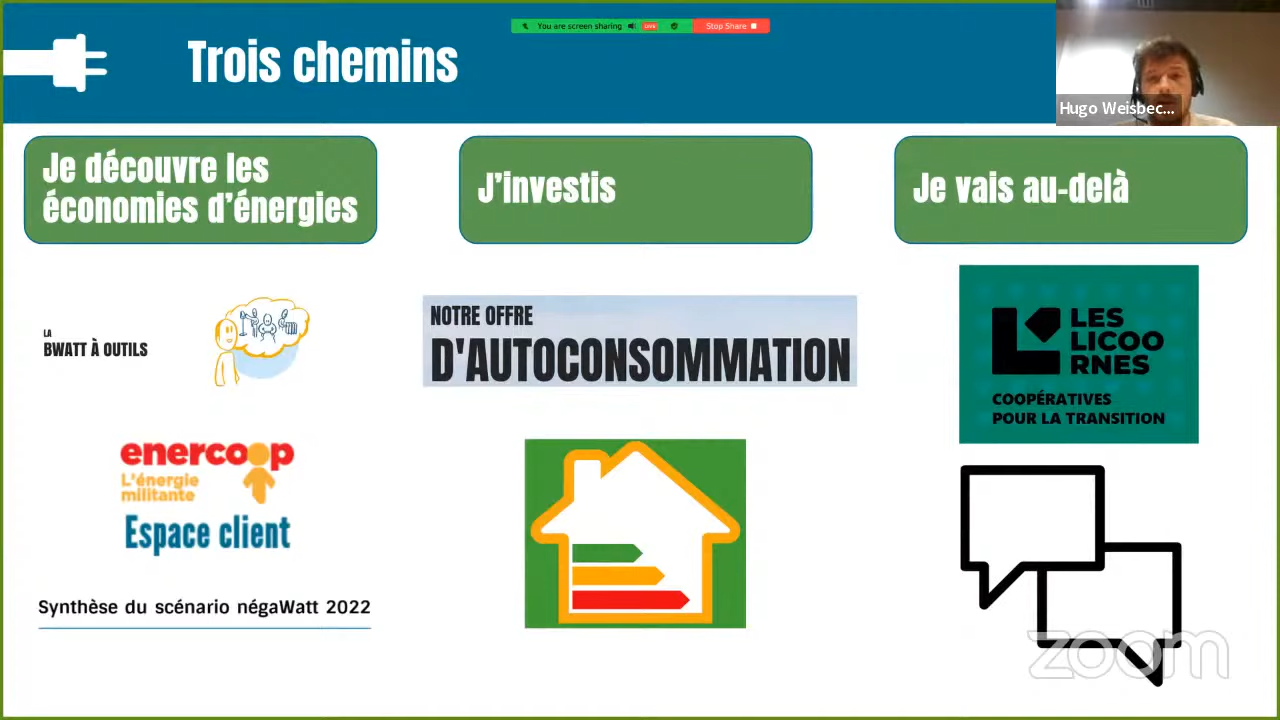 You are screen sharing
LIVE
Stop Share
Trois chemins
Hugo Weisbec...
Je découvre les
économies d'énergies
J'investis
Je vais au-delà
LA
BWATT À OUTILS
NOTRE OFFRE
D'AUTOCONSOMMATION
LES
LICOO
RNES
COOPÉRATIVES
POUR LA TRANSITION
enercoop
L'énergie
militante
Espace client
Synthèse du scénario négaWatt 2022
zoom